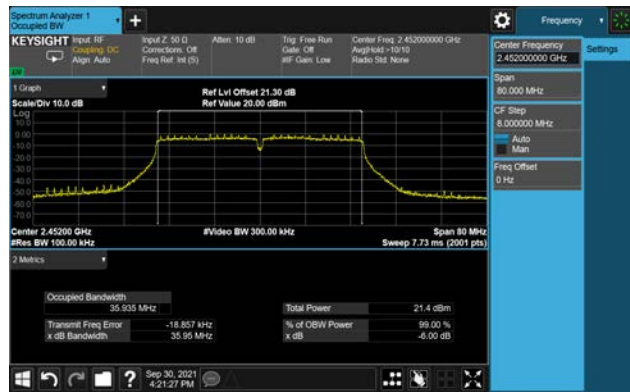 Spectrum Analyzer 1
Occupied BW
Frequency
KEYSIGHT
Input: RF
Coupling: DC
Align: Auto
Input Z: 50 Ω
Corrections: Off
Freq Ref: Int (S)
Atten: 10 dB
Trig: Free Run
Gate: Off
#IF Gain: Low
Center Freq: 2.452000000 GHz
Avg|Hold:>10/10
Radio Std: None
Center Frequency
2.452000000 GHz
Settings
Span
80.000 MHz
CF Step
8.000000 MHz
Auto
Man
Freq Offset
0 Hz
1 Graph
Scale/Div 10.0 dB
Ref Lvl Offset 21.30 dB
Ref Value 20.00 dBm
Log
10.0
0.00
-10.0
-20.0
-30.0
-40.0
-50.0
-60.0
-70.0
Center 2.45200 GHz
#Res BW 100.00 kHz
#Video BW 300.00 kHz
Span 80 MHz
Sweep 7.73 ms (2001 pts)
2 Metrics
Occupied Bandwidth
35.935 MHz
Total Power 21.4 dBm
Transmit Freq Error -18.857 kHz
% of OBW Power 99.00 %
x dB Bandwidth 35.95 MHz
x dB -6.00 dB
Sep 30, 2021
4:21:27 PM